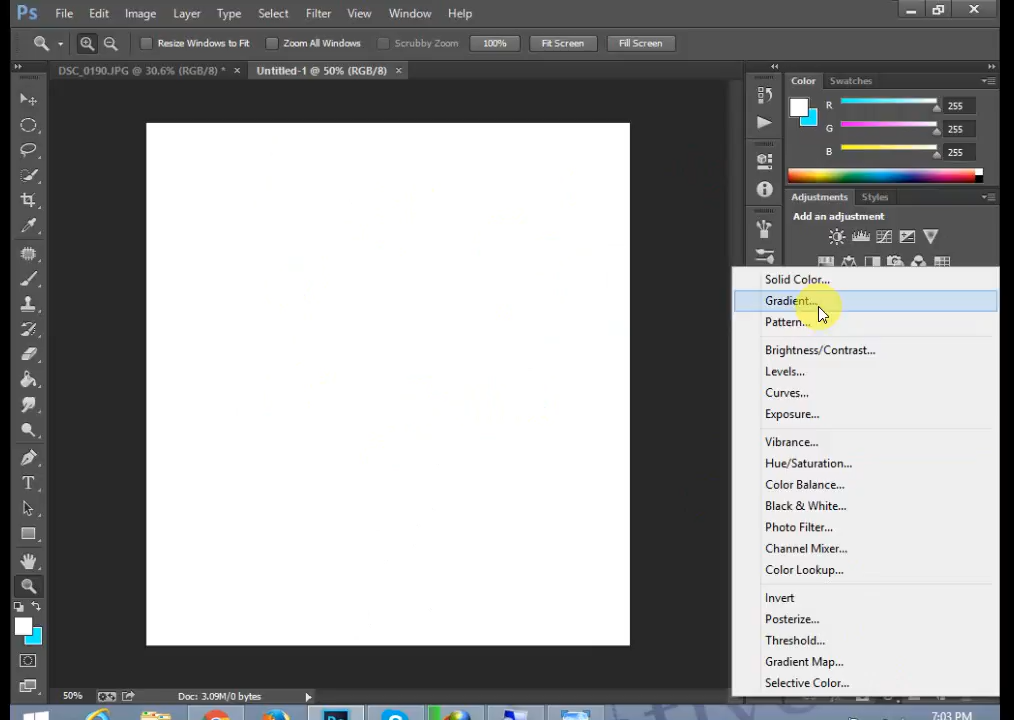 Ps File Edit Image Layer Type Select Filter View Window Help
Resize Windows to Fit Zoom All Windows Scrubby Zoom 100% Fit Screen Fill Screen
DSC_0190.JPG @ 30.6% (RGB/8) * × Untitled-1 @ 50% (RGB/8) ×
Color Swatches
R 255
G 255
B 255
Adjustments Styles
Add an adjustment
Solid Color...
Gradient...
Pattern...
Brightness/Contrast...
Levels...
Curves...
Exposure...
Vibrance...
Hue/Saturation...
Color Balance...
Black & White...
Photo Filter...
Channel Mixer...
Color Lookup...
Invert
Posterize...
Threshold...
Gradient Map...
Selective Color...
50% Doc: 3.09M/0 bytes
7:03 PM